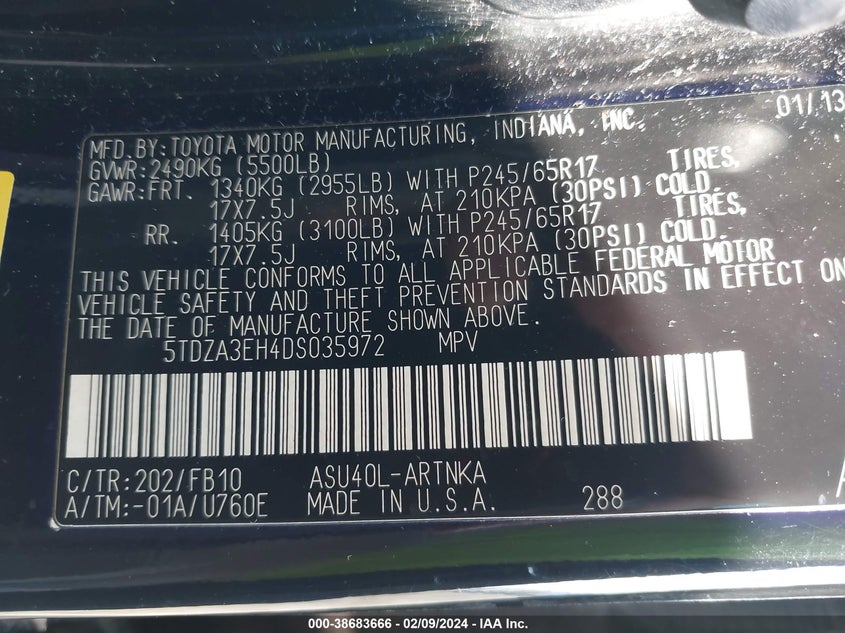 MFD.BY:TOYOTA MOTOR MANUFACTURING, INDIANA, INC. 01/13
GVWR:2490KG (5500LB)
GAWR:FRT. 1340KG (2955LB) WITH P245/65R17 TIRES,
17X7.5J RIMS, AT 210KPA (30PSI) COLD.
RR. 1405KG (3100LB) WITH P245/65R17 TIRES,
17X7.5J RIMS, AT 210KPA (30PSI) COLD.
THIS VEHICLE CONFORMS TO ALL APPLICABLE FEDERAL MOTOR
VEHICLE SAFETY AND THEFT PREVENTION STANDARDS IN EFFECT ON
THE DATE OF MANUFACTURE SHOWN ABOVE.
5TDZA3EH4DS035972 MPV
C/TR:202/FB10 ASU40L-ARTNKA
A/TM:-01A/U760E MADE IN U.S.A. 288
000-38683666 - 02/09/2024 - IAA Inc.